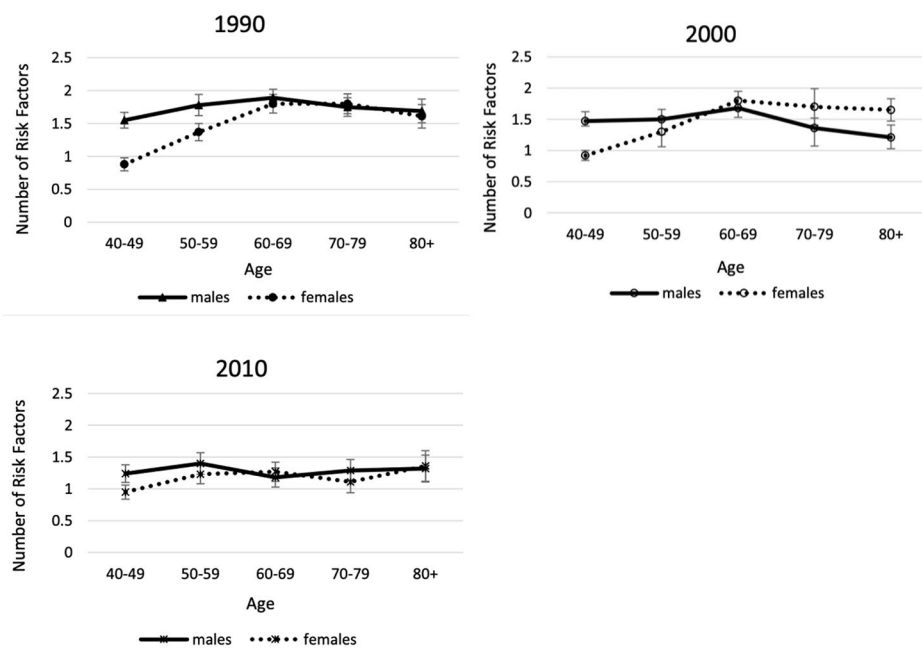 1990
Number of Risk Factors
2.5
2
1.5
1
0.5
0
40-49 50-59 60-69 70-79 80+
Age
males females
2000
Number of Risk Factors
2.5
2
1.5
1
0.5
0
40-49 50-59 60-69 70-79 80+
Age
males females
2010
Number of Risk Factors
2.5
2
1.5
1
0.5
0
40-49 50-59 60-69 70-79 80+
Age
males females